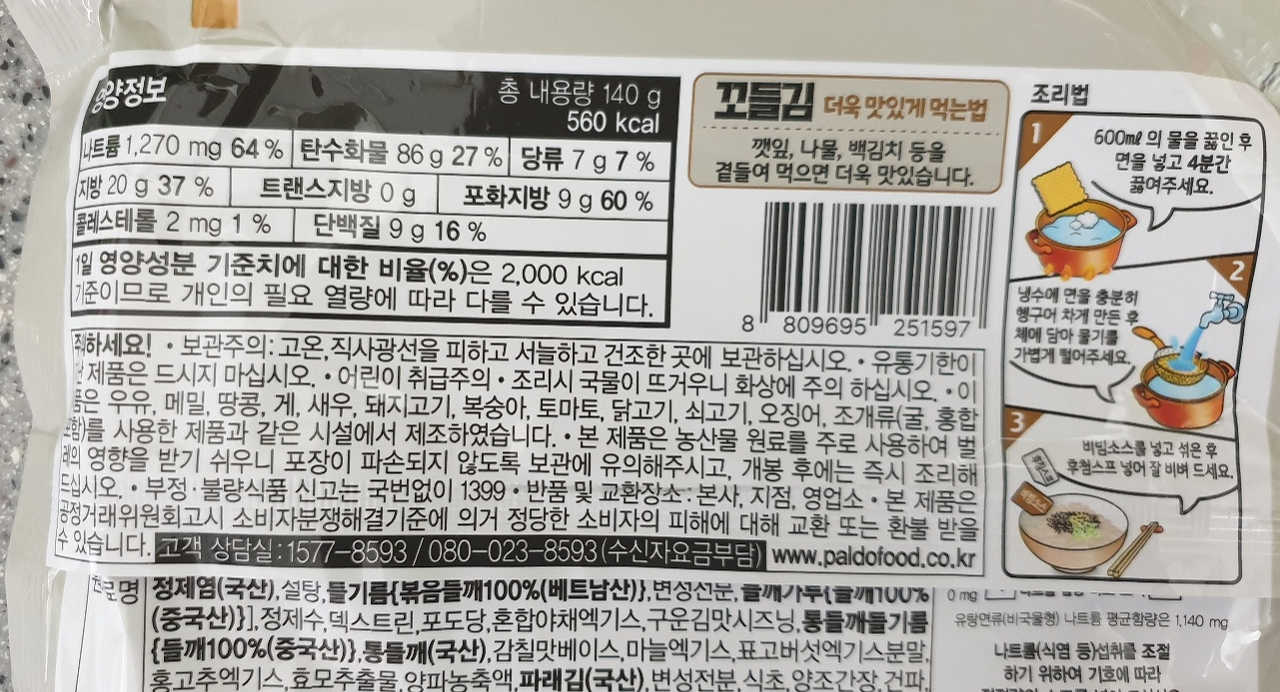 영양정보
총 내용량 140 g
560 kcal
나트륨 1,270 mg 64 % 탄수화물 86 g 27 % 당류 7 g 7 %
지방 20 g 37 % 트랜스지방 0 g 포화지방 9 g 60 %
콜레스테롤 2 mg 1 % 단백질 9 g 16 %
1일 영양성분 기준치에 대한 비율(%)은 2,000 kcal
기준이므로 개인의 필요 열량에 따라 다를 수 있습니다.
꼬들김 더욱 맛있게 먹는법
깻잎, 나물, 백김치 등을
곁들여 먹으면 더욱 맛있습니다.
8 809695 251597
조리법
1
600㎖ 의 물을 끓인 후
면을 넣고 4분간
끓여주세요.
2
냉수에 면을 충분히
헹구어 차게 만든 후
체에 담아 물기를
가볍게 털어주세요.
3
비빔소스를 넣고 섞은 후
후첨스프 넣어 잘 비벼 드세요.
하세요! • 보관주의: 고온,직사광선을 피하고 서늘하고 건조한 곳에 보관하십시오. • 유통기한이
제품은 드시지 마십시오. • 어린이 취급주의 • 조리시 국물이 뜨거우니 화상에 주의 하십시오. • 이
품은 우유, 메밀, 땅콩, 게, 새우, 돼지고기, 복숭아, 토마토, 닭고기, 쇠고기, 오징어, 조개류(굴, 홍합
포함)를 사용한 제품과 같은 시설에서 제조하였습니다. • 본 제품은 농산물 원료를 주로 사용하여 벌
레의 영향을 받기 쉬우니 포장이 파손되지 않도록 보관에 유의해주시고, 개봉 후에는 즉시 조리해
드십시오. • 부정·불량식품 신고는 국번없이 1399 • 반품 및 교환장소 : 본사, 지점, 영업소 • 본 제품은
공정거래위원회고시 소비자분쟁해결기준에 의거 정당한 소비자의 피해에 대해 교환 또는 환불 받을
수 있습니다. 고객 상담실 : 1577-8593 / 080-023-8593 (수신자요금부담) www.paldofood.co.kr
정제염(국산),설탕,들기름{볶음들깨100%(베트남산)},변성전분,들깨가루{들깨100%
(중국산)}],정제수,덱스트린,포도당,혼합야채엑기스,구운김맛시즈닝,통들깨들기름
{들깨100%(중국산)},통들깨(국산),감칠맛베이스,마늘엑기스,표고버섯엑기스분말,
홍고추엑기스,효모추출물,양파농축액,파래김(국산),변성전분,식초,양조간장,건파,
0 mg
유탕면류(비국물형) 나트륨 평균함량은 1,140 mg
나트륨(식염 등)섭취를 조절
하기 위하여 기호에 따라